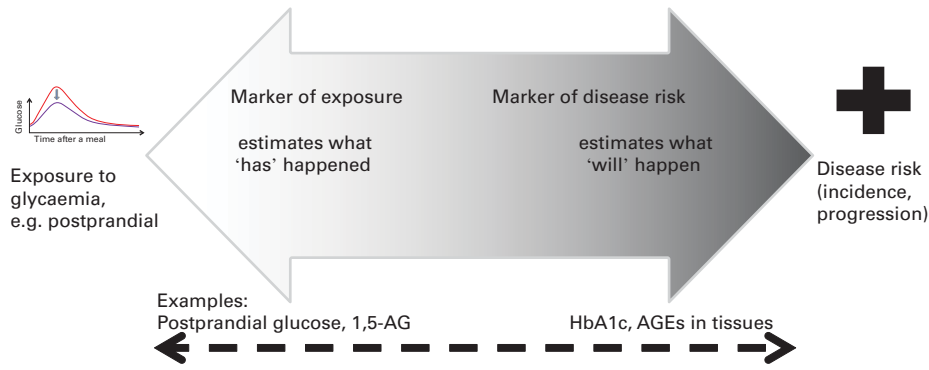 Glucose
Time after a meal
Exposure to
glycaemia,
e.g. postprandial
Marker of exposure
estimates what
‘has’ happened
Marker of disease risk
estimates what
‘will’ happen
Disease risk
(incidence,
progression)
Examples:
Postprandial glucose, 1,5-AG
HbA1c, AGEs in tissues